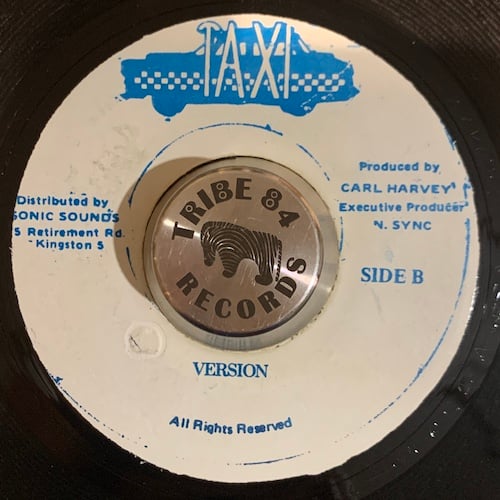 TAXI
Distributed by
SONIC SOUNDS
5 Retirement Rd.
Kingston 5
Produced by
CARL HARVEY
Executive Producer
N. SYNC
SIDE B
TRIBE 84
RECORDS
VERSION
All Rights Reserved